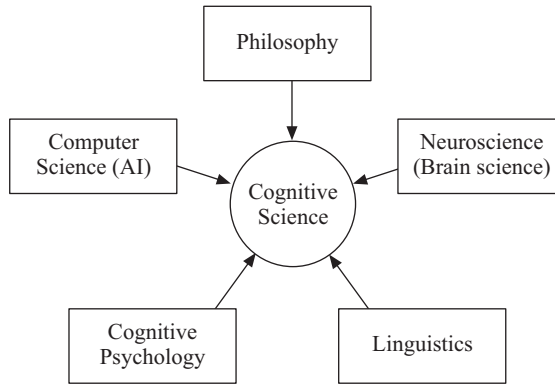 Philosophy
Computer
Science (AI)
Neuroscience
(Brain science)
Cognitive
Science
Cognitive
Psychology
Linguistics